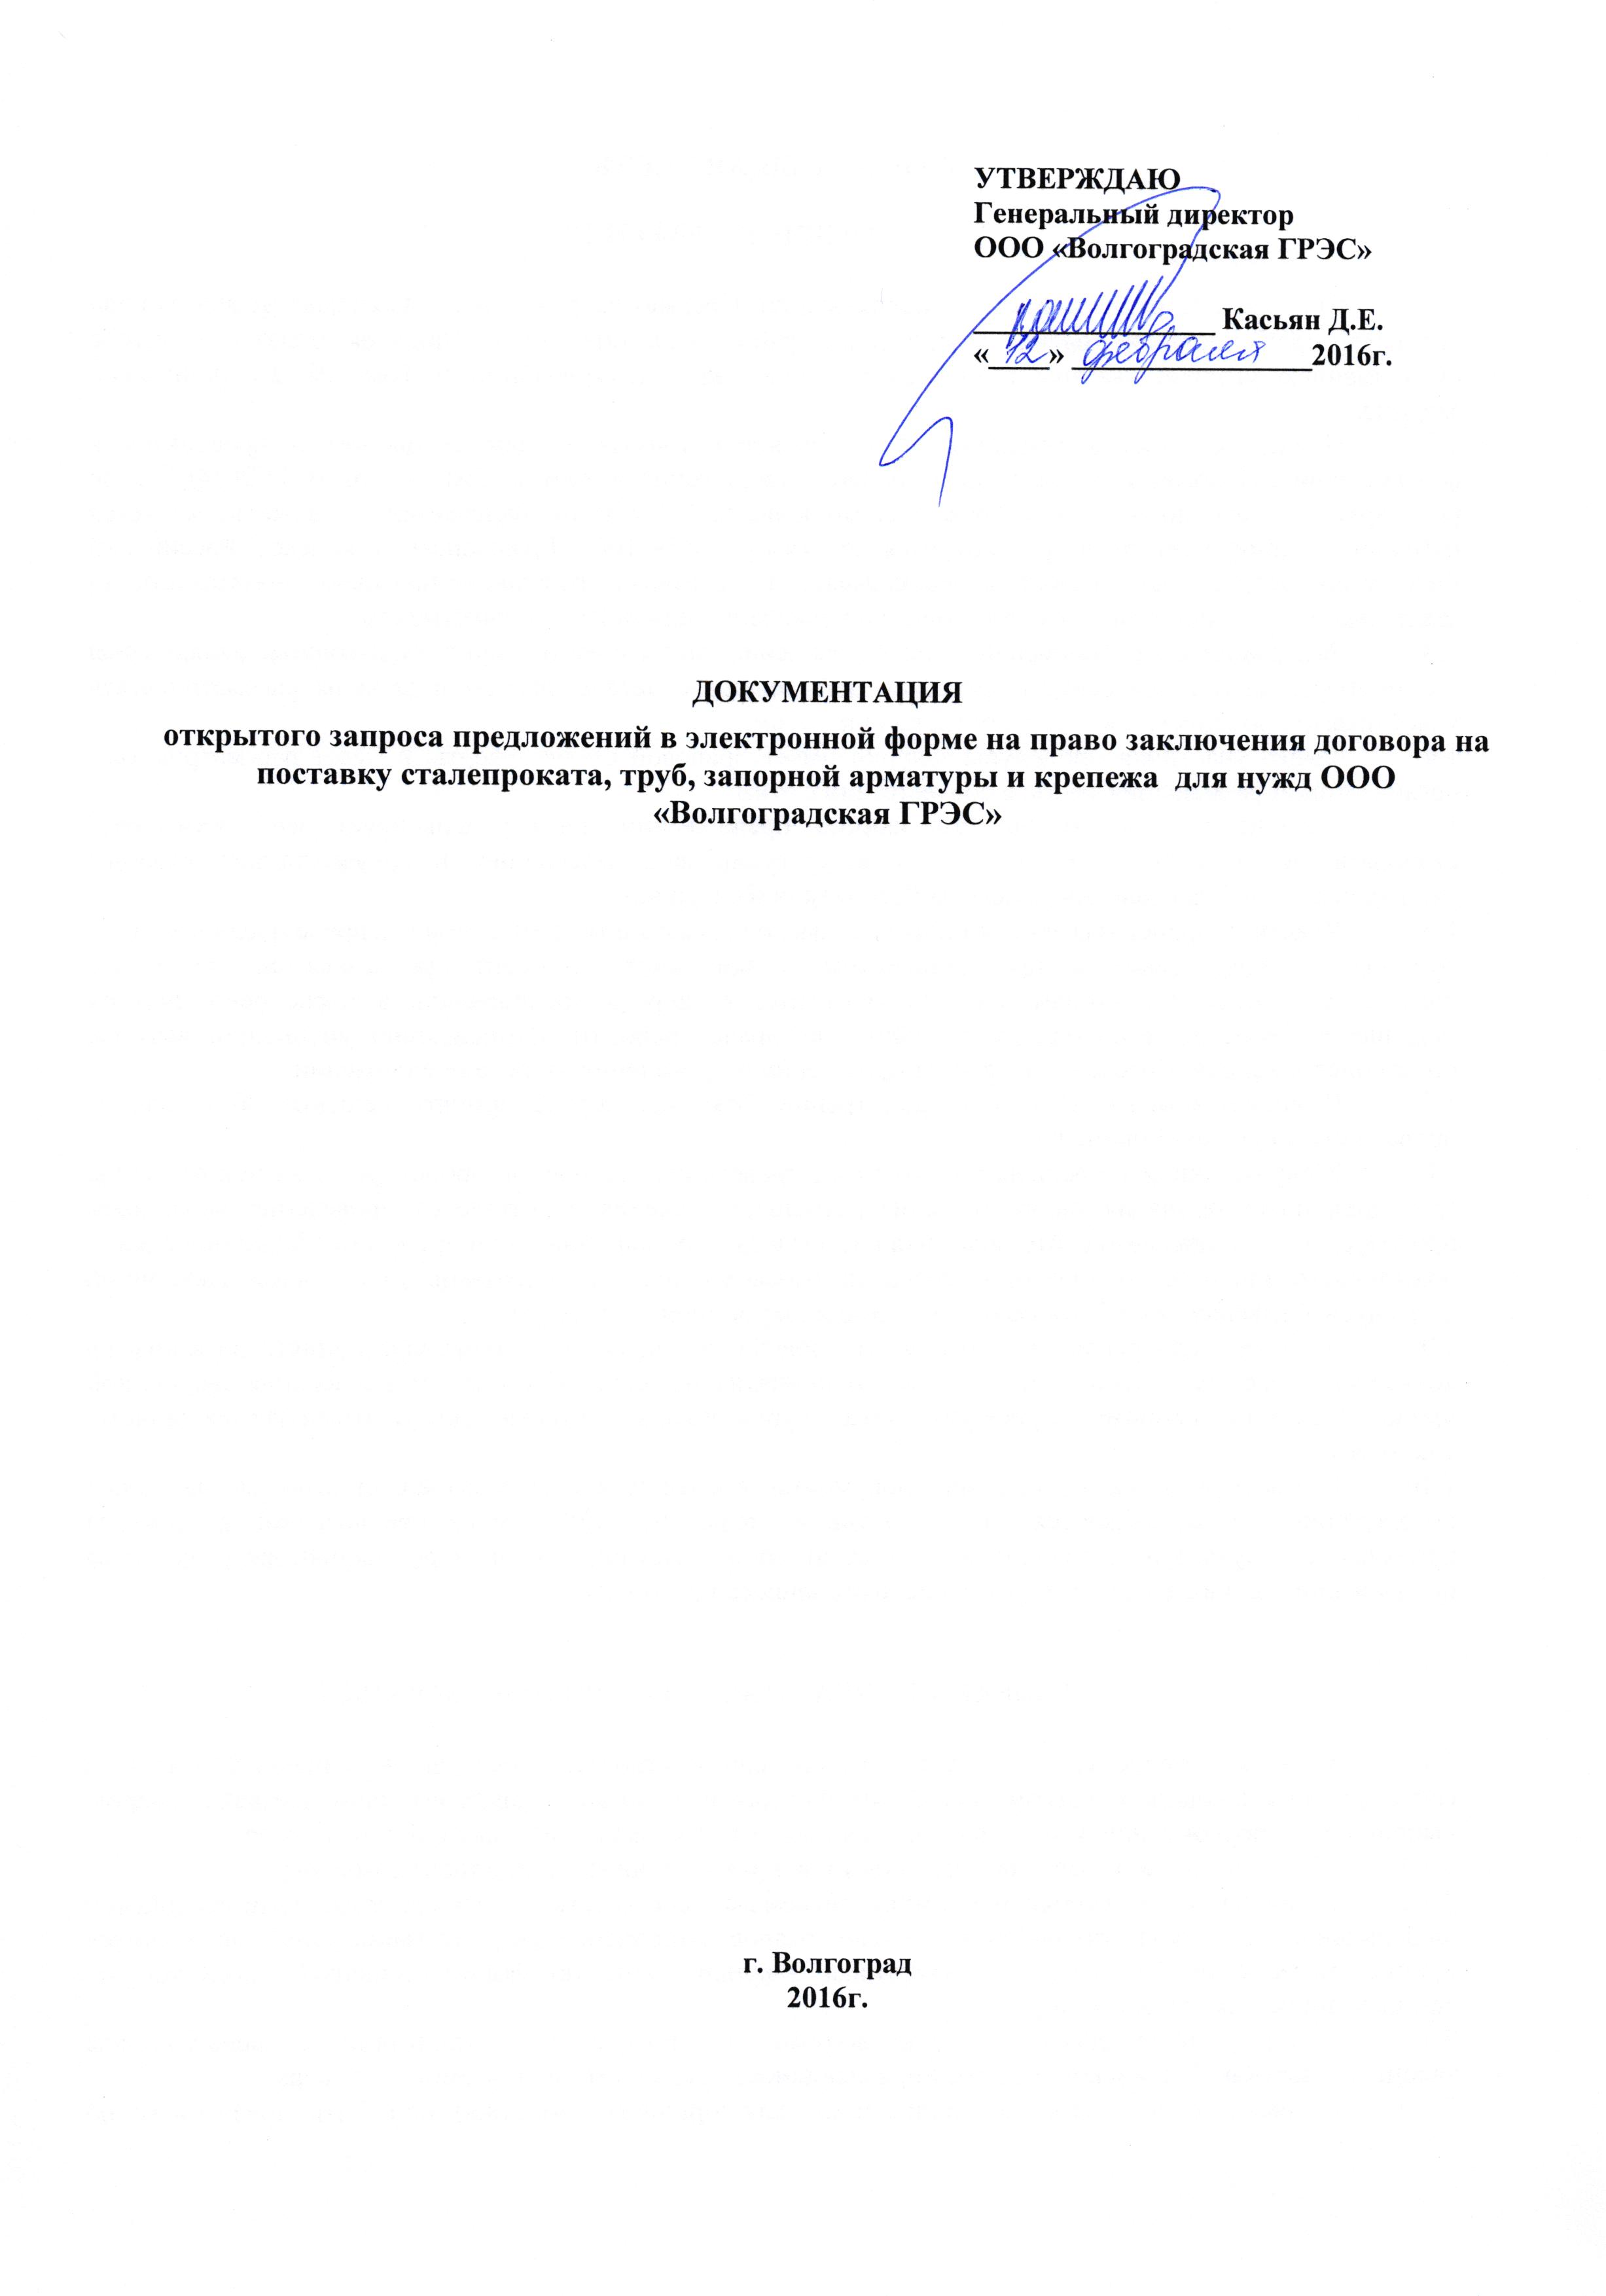 УТВЕРЖДАЮ
Генеральный директор
ООО «Волгоградская ГРЭС»
________________ Касьян Д.Е.
«12» февраля 2016г.
ДОКУМЕНТАЦИЯ
открытого запроса предложений в электронной форме на право заключения договора на
поставку сталепроката, труб, запорной арматуры и крепежа для нужд ООО
«Волгоградская ГРЭС»
г. Волгоград
2016г.